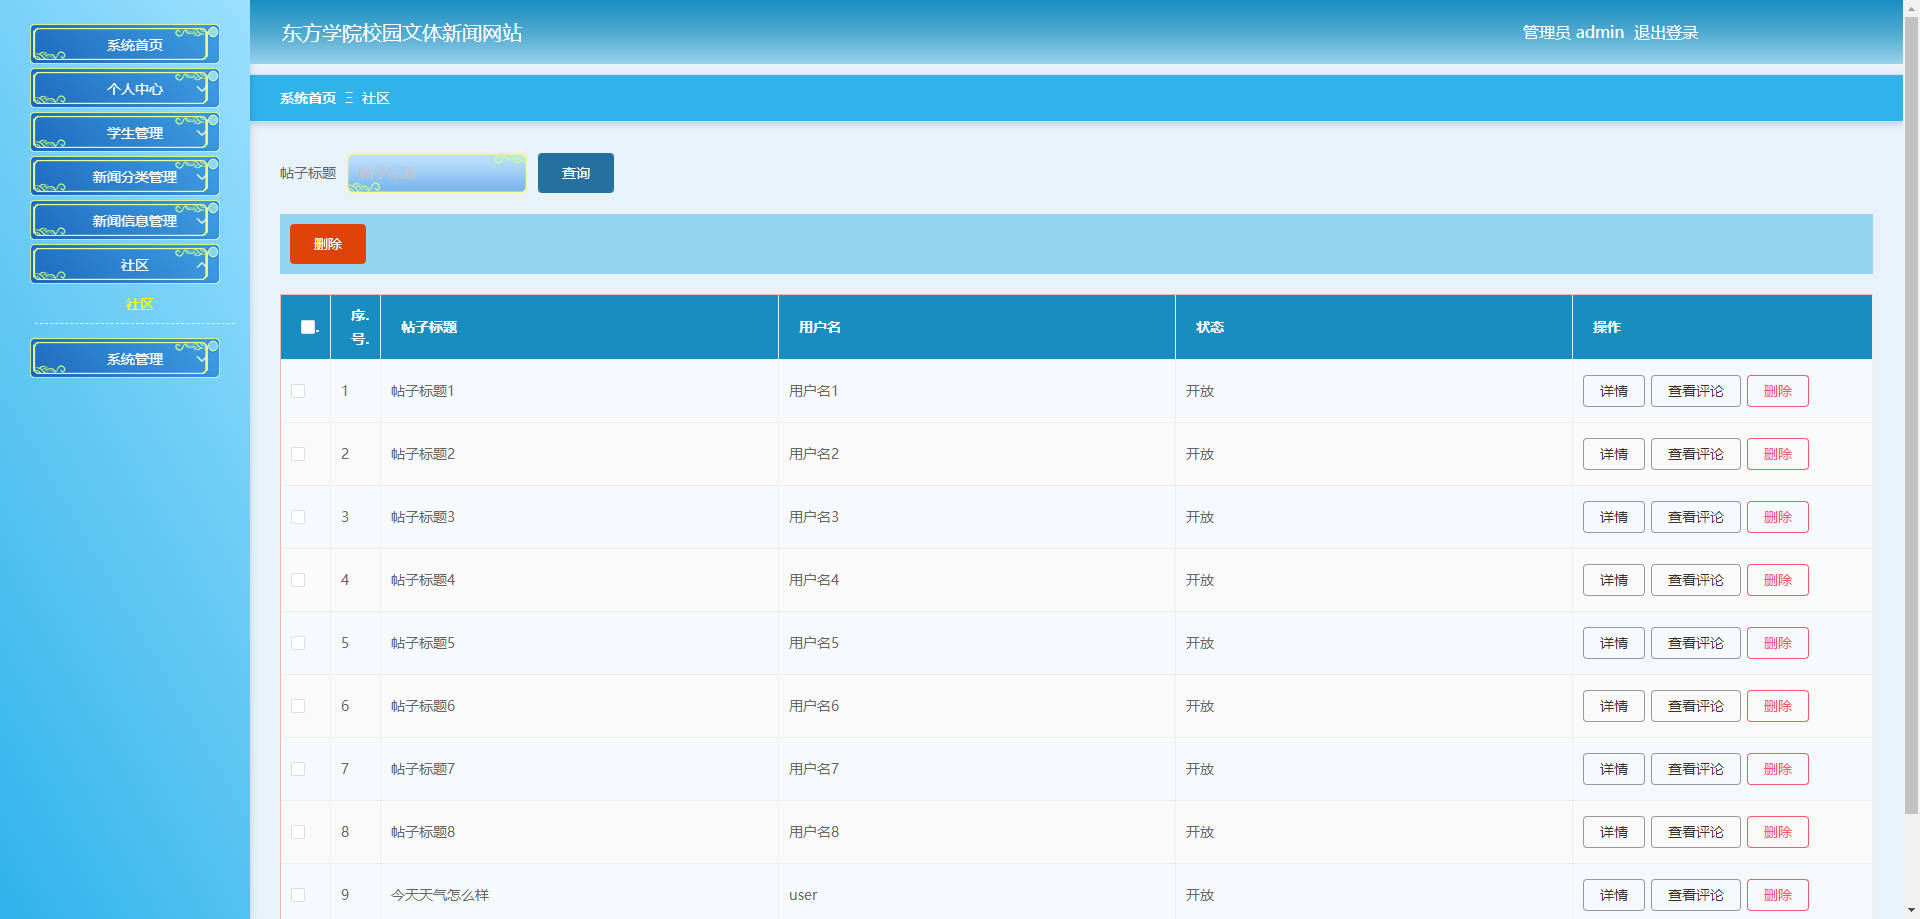 系统首页
个人中心
学生管理
新闻分类管理
新闻信息管理
社区
社区
系统管理
东方学院校园文体新闻网站
管理员 admin 退出登录
系统首页 Ξ 社区
帖子标题 帖子标题 查询
删除
序号 帖子标题 用户名 状态 操作
1 帖子标题1 用户名1 开放 详情 查看评论 删除
2 帖子标题2 用户名2 开放 详情 查看评论 删除
3 帖子标题3 用户名3 开放 详情 查看评论 删除
4 帖子标题4 用户名4 开放 详情 查看评论 删除
5 帖子标题5 用户名5 开放 详情 查看评论 删除
6 帖子标题6 用户名6 开放 详情 查看评论 删除
7 帖子标题7 用户名7 开放 详情 查看评论 删除
8 帖子标题8 用户名8 开放 详情 查看评论 删除
9 今天天气怎么样 user 开放 详情 查看评论 删除